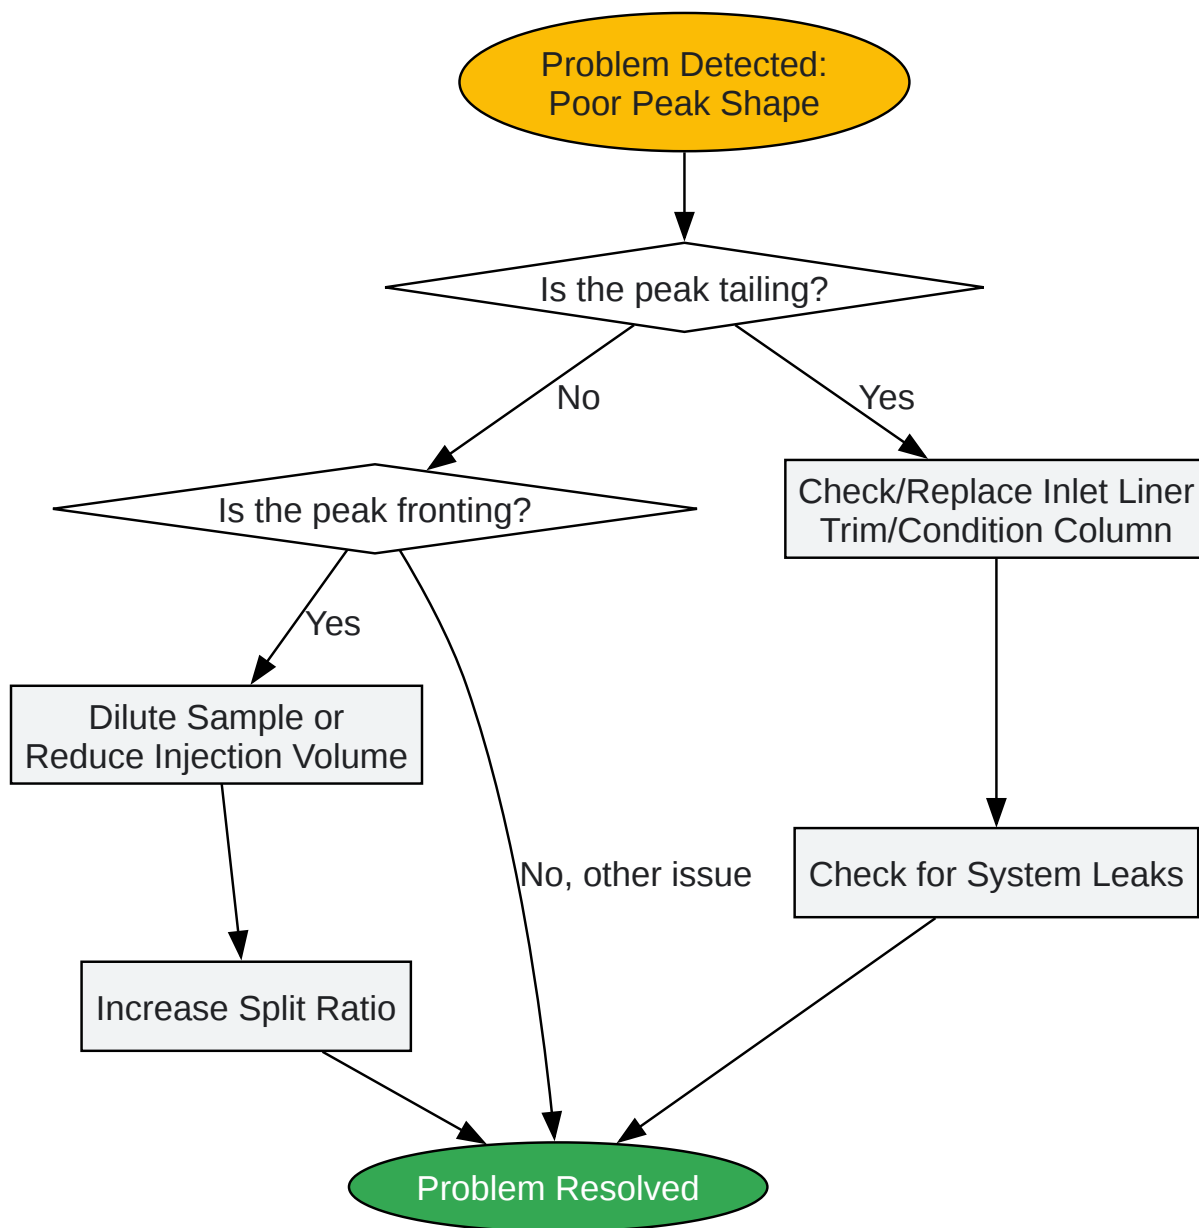 Problem Detected:
Poor Peak Shape
Is the peak tailing?
No
Yes
Is the peak fronting?
Check/Replace Inlet Liner
Trim/Condition Column
Yes
Dilute Sample or
Reduce Injection Volume
No, other issue
Check for System Leaks
Increase Split Ratio
Problem Resolved